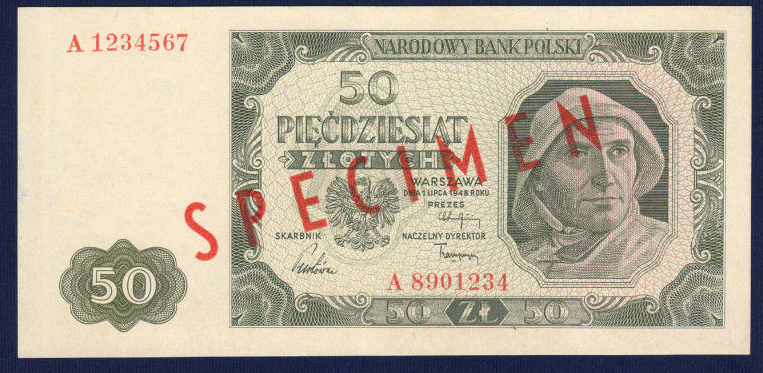 A 1234567
NARODOWY BANK POLSKI
50
PIĘĆDZIESIĄT
ZŁOTYCH
SPECIMEN
WARSZAWA
DNIA 1 LIPCA 1948 ROKU
PREZES
SKARBNIK
NACZELNY DYREKTOR
A 8901234
50
50 ZŁ 50